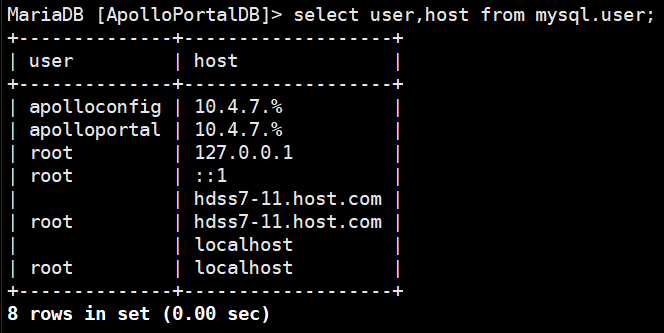 MariaDB [ApolloPortalDB]> select user,host from mysql.user;
+--------------+-------------------+
| user         | host              |
+--------------+-------------------+
| apolloconfig | 10.4.7.%          |
| apolloportal | 10.4.7.%          |
| root         | 127.0.0.1         |
| root         | ::1               |
|              | hdss7-11.host.com |
| root         | hdss7-11.host.com |
|              | localhost         |
| root         | localhost         |
+--------------+-------------------+
8 rows in set (0.00 sec)